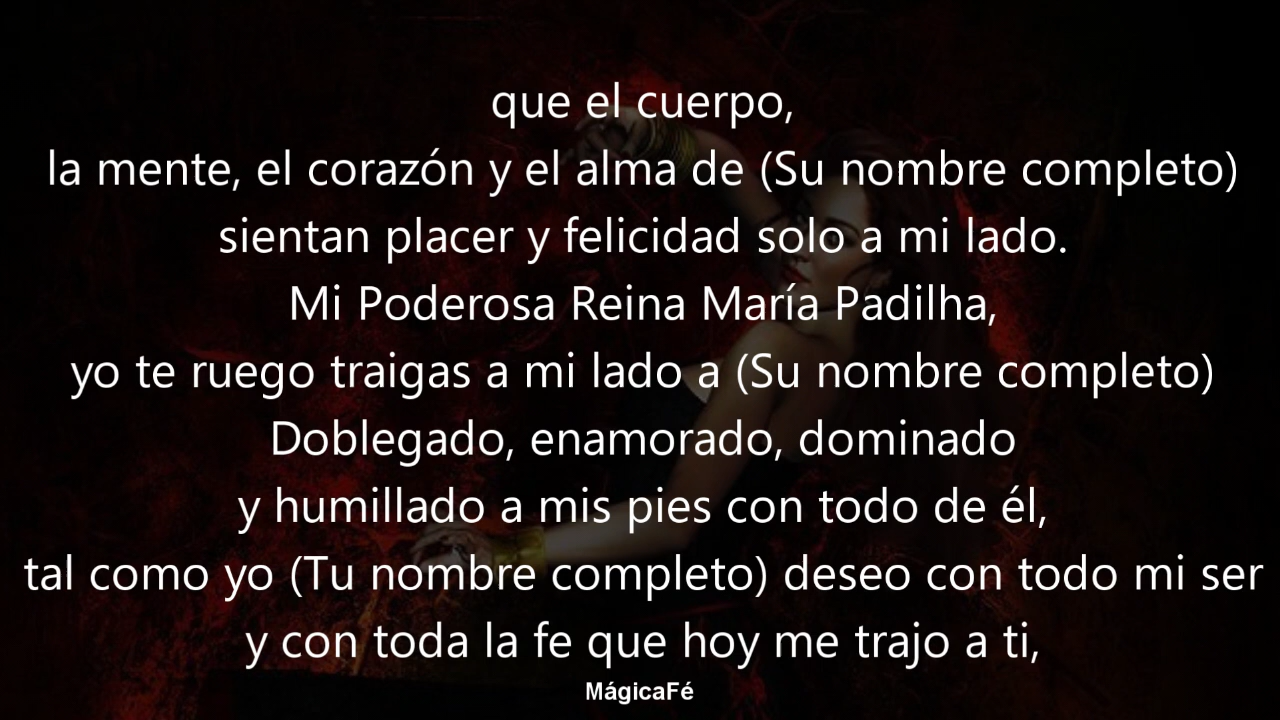 que el cuerpo,
la mente, el corazón y el alma de (Su nombre completo)
sientan placer y felicidad solo a mi lado.
Mi Poderosa Reina María Padilha,
yo te ruego traigas a mi lado a (Su nombre completo)
Doblegado, enamorado, dominado
y humillado a mis pies con todo de él,
tal como yo (Tu nombre completo) deseo con todo mi ser
y con toda la fe que hoy me trajo a ti,
MágicaFé